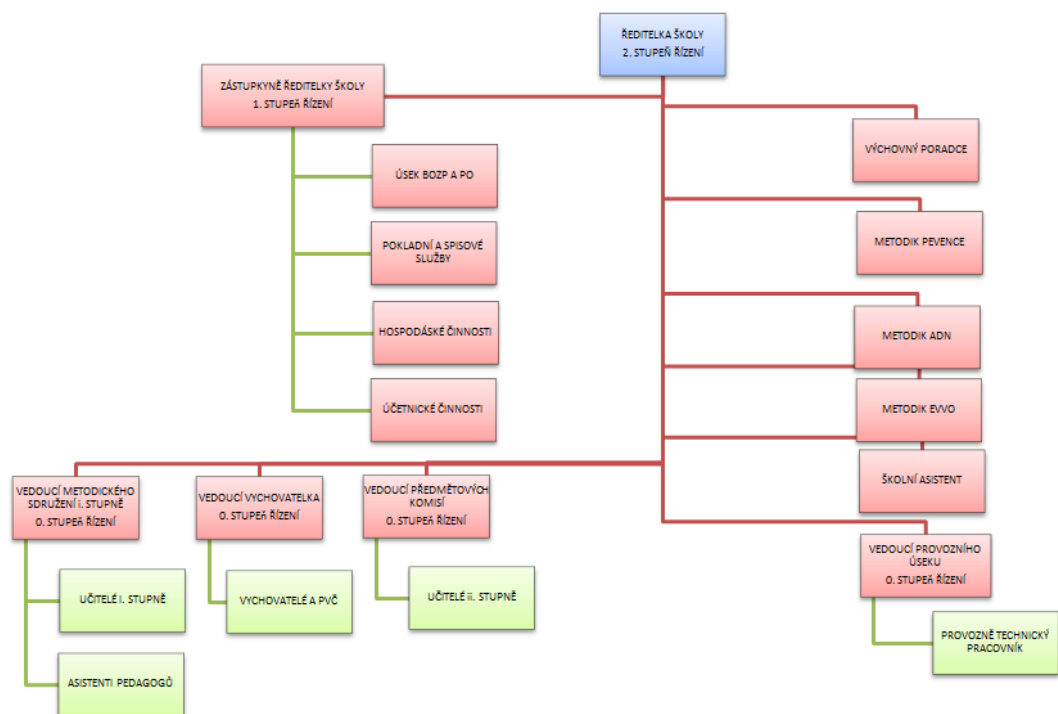 ŘEDITELKA ŠKOLY
2. STUPEŇ ŘÍZENÍ
ZÁSTUPKYNĚ ŘEDITELKY ŠKOLY
1. STUPEň ŘÍZENÍ
VÝCHOVNÝ PORADCE
ÚSEK BOZP A PO
METODIK PEVENCE
POKLADNÍ A SPISOVÉ
SLUŽBY
HOSPODÁSKÉ ČINNOSTI
METODIK ADN
ÚČETNICKÉ ČINNOSTI
METODIK EVVO
ŠKOLNÍ ASISTENT
VEDOUCÍ METODICKÉHO
SDRUŽENÍ i. STUPNĚ
0. STUPEň ŘÍZENÍ
VEDOUCÍ VYCHOVATELKA
0. STUPEň ŘÍZENÍ
VEDOUCÍ PŘEDMĚTOVÝCH
KOMISÍ
0. STUPEň ŘÍZENÍ
VEDOUCÍ PROVOZNÍHO
ÚSEKU
0. STUPEň ŘÍZENÍ
UČITELÉ I. STUPNĚ
VYCHOVATELÉ A PVČ
UČITELÉ ii. STUPNĚ
PROVOZNĚ TECHNICKÝ
PRACOVNÍK
ASISTENTI PEDAGOGŮ